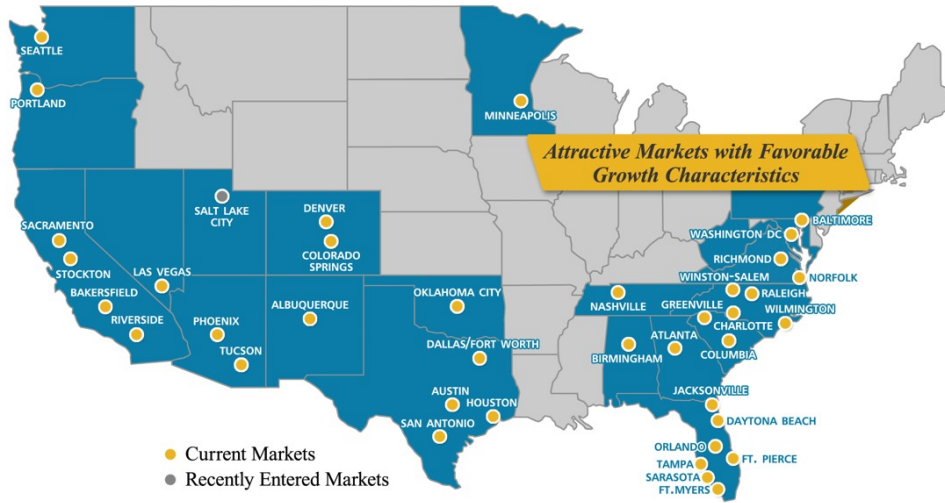 SEATTLE
PORTLAND
MINNEAPOLIS
Attractive Markets with Favorable
Growth Characteristics
SALT LAKE
CITY
DENVER
COLORADO
SPRINGS
BALTIMORE
WASHINGTON DC
RICHMOND
NORFOLK
SACRAMENTO
STOCKTON
LAS VEGAS
BAKERSFIELD
RIVERSIDE
PHOENIX
TUCSON
ALBUQUERQUE
OKLAHOMA CITY
DALLAS/FORT WORTH
AUSTIN
HOUSTON
SAN ANTONIO
NASHVILLE
WINSTON-SALEM
RALEIGH
GREENVILLE
WILMINGTON
CHARLOTTE
ATLANTA
BIRMINGHAM
COLUMBIA
JACKSONVILLE
DAYTONA BEACH
ORLANDO
FT. PIERCE
TAMPA
SARASOTA
FT.MYERS
Current Markets
Recently Entered Markets